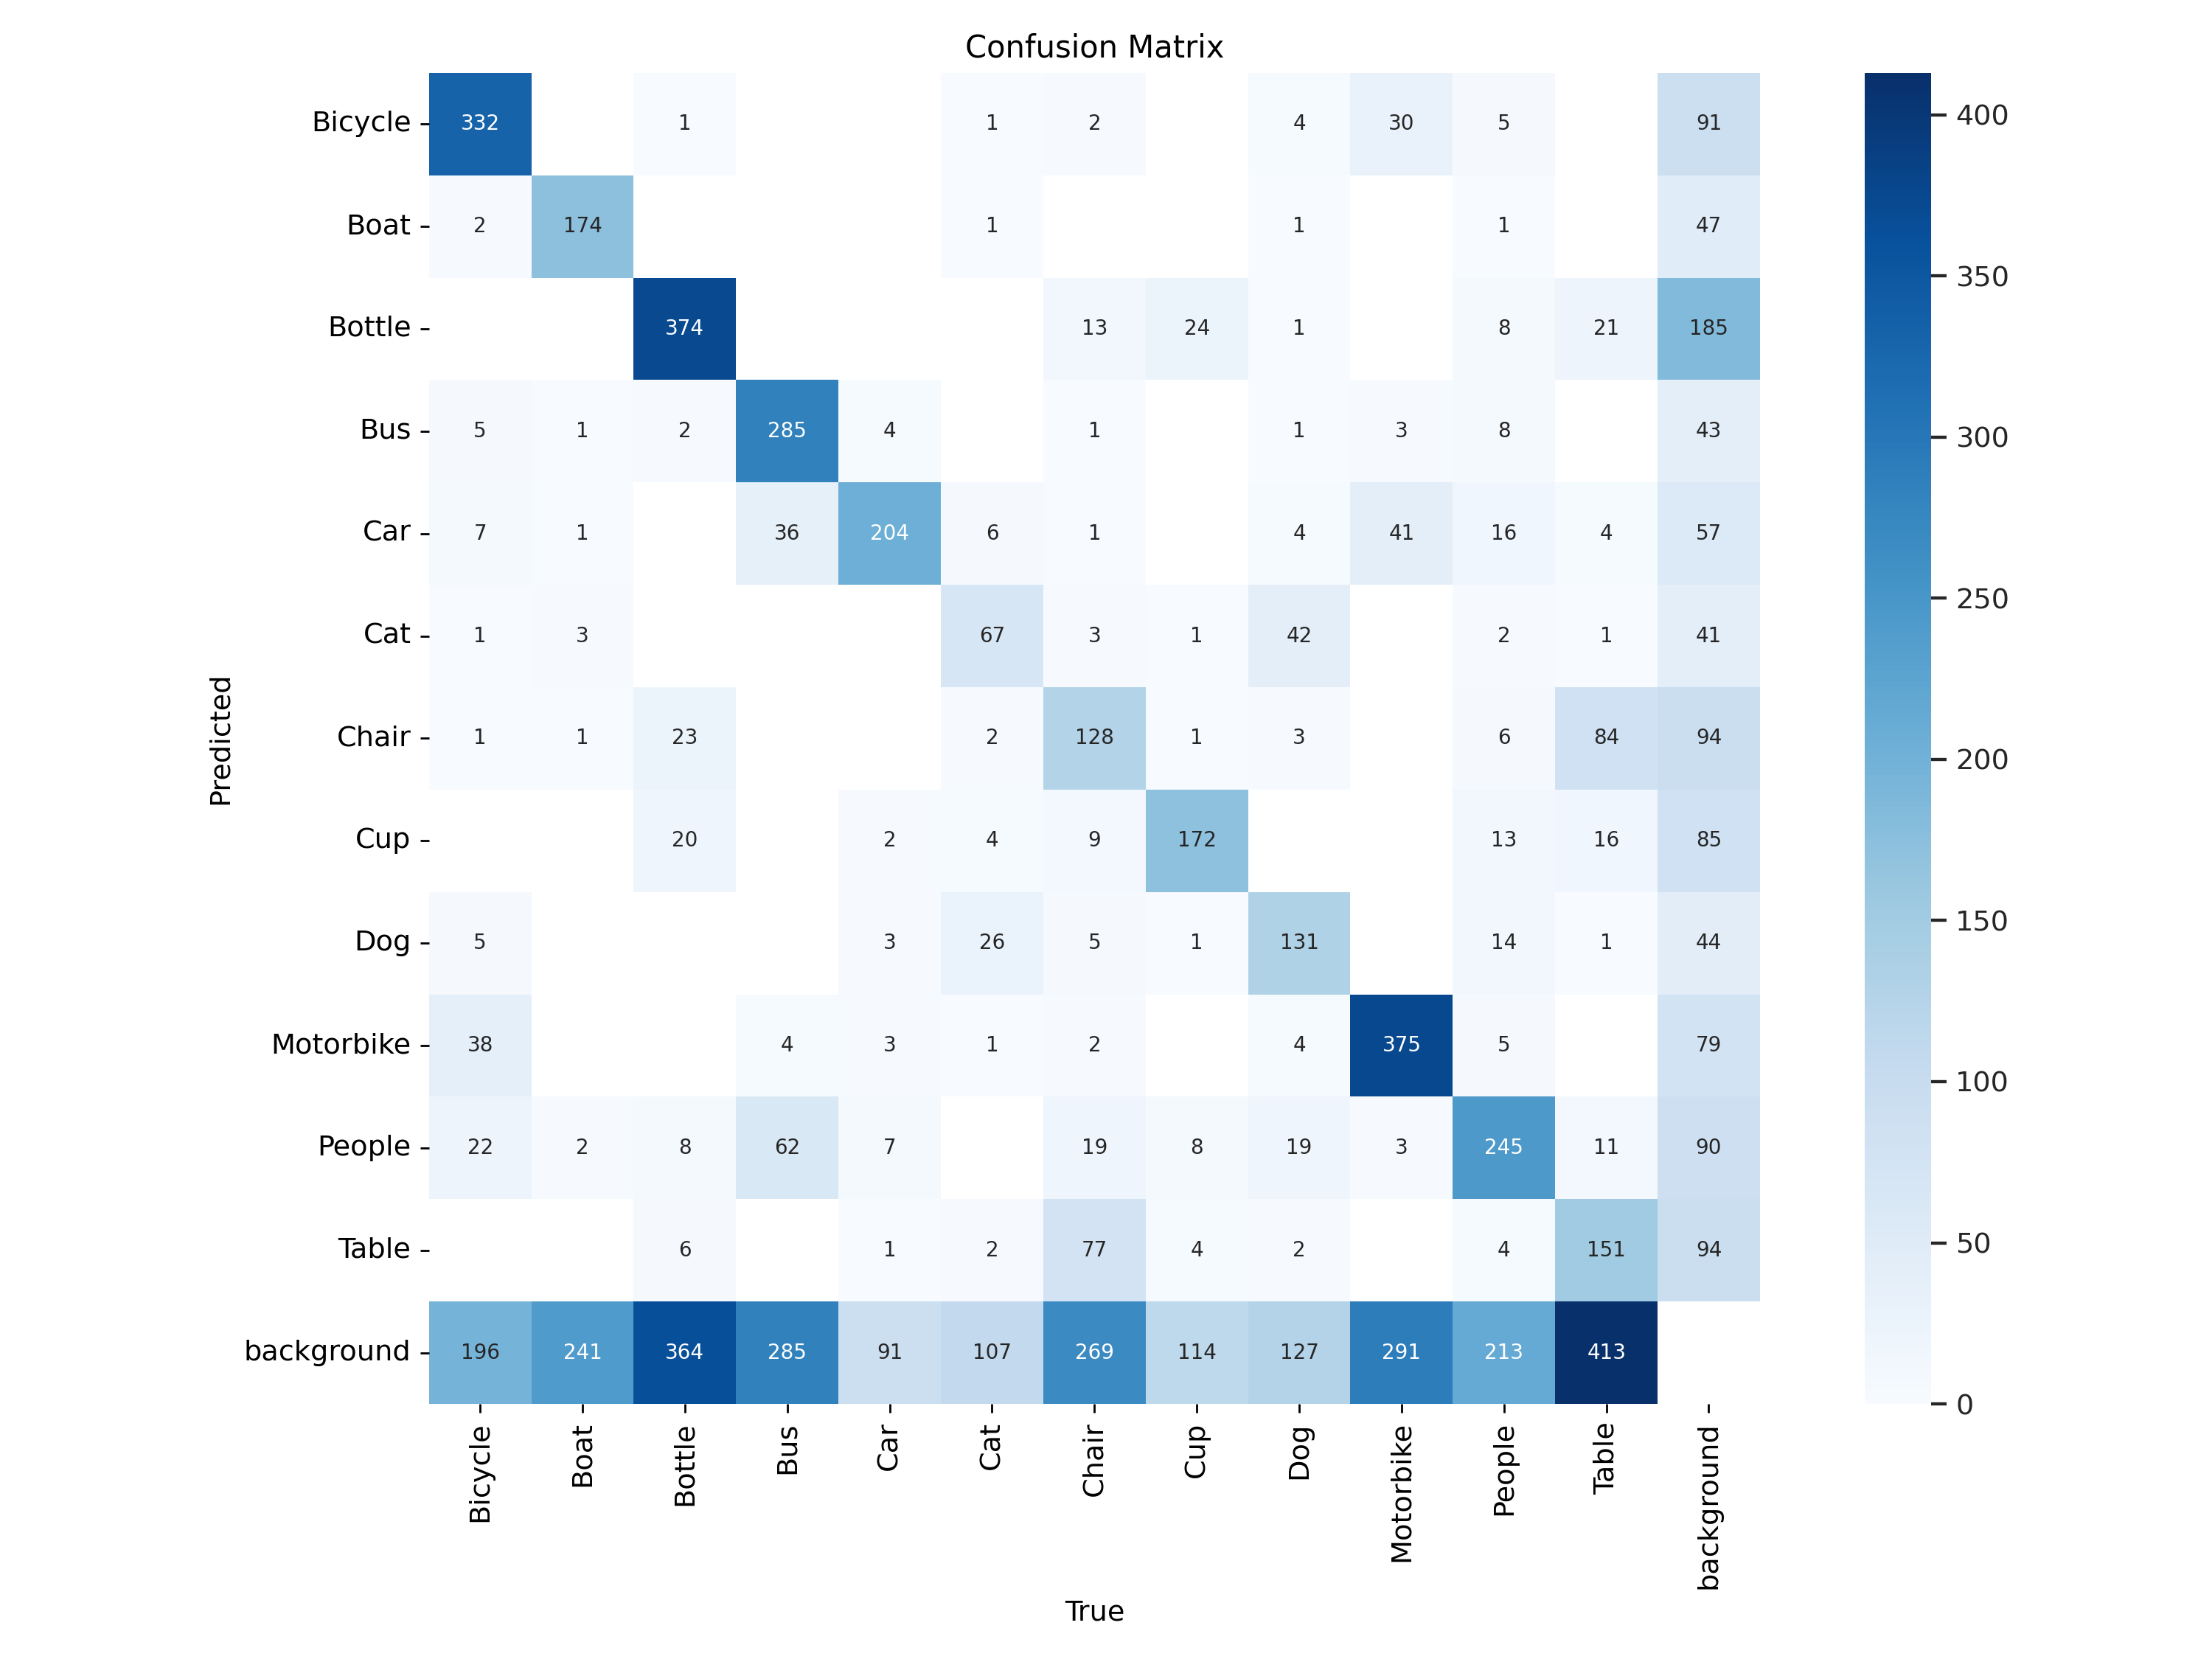 Confusion Matrix
Bicycle 332 1 1 2 4 30 5 91
Boat 2 174 1 1 1 47
Bottle 374 13 24 1 8 21 185
Bus 5 1 2 285 4 1 1 3 8 43
Car 7 1 36 204 6 1 4 41 16 4 57
Cat 1 3 67 3 1 42 2 1 41
Chair 1 1 23 2 128 1 3 6 84 94
Cup 20 2 4 9 172 13 16 85
Dog 5 3 26 5 1 131 14 1 44
Motorbike 38 4 3 1 2 4 375 5 79
People 22 2 8 62 7 19 8 19 3 245 11 90
Table 6 1 2 77 4 2 4 151 94
background 196 241 364 285 91 107 269 114 127 291 213 413
Predicted
Bicycle Boat Bottle Bus Car Cat Chair Cup Dog Motorbike People Table background
True
400
350
300
250
200
150
100
50
0